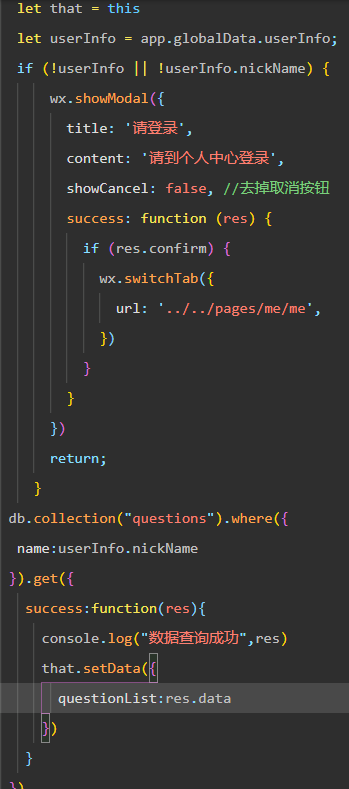 let that = this
let userInfo = app.globalData.userInfo;
if (!userInfo || !userInfo.nickName) {
wx.showModal({
title: '请登录',
content: '请到个人中心登录',
showCancel: false, //去掉取消按钮
success: function (res) {
if (res.confirm) {
wx.switchTab({
url: '../../pages/me/me',
})
}
}
})
return;
}
db.collection("questions").where({
name:userInfo.nickName
}).get({
success:function(res){
console.log("数据查询成功",res)
that.setData({
questionList:res.data
})
}
})